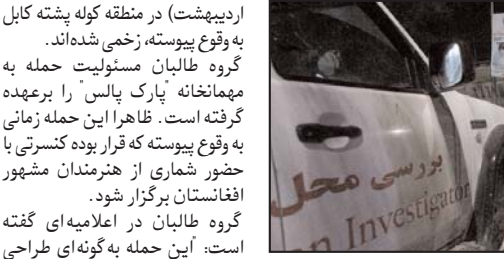 اردیبهشت) در منطقه کوله پشته کابل
به وقوع پیوسته، زخمی شده‌اند.
گروه طالبان مسئولیت حمله به
مهمانخانه "پارک پالس" را برعهده
گرفته است. ظاهرا این حمله زمانی
به وقوع پیوسته که قرار بوده کنسرتی با
حضور شماری از هنرمندان مشهور
افغانستان برگزار شود.
گروه طالبان در اعلامیه‌ای گفته
است: "این حمله به گونه‌ای طراحی
بررسی محل
Investigator